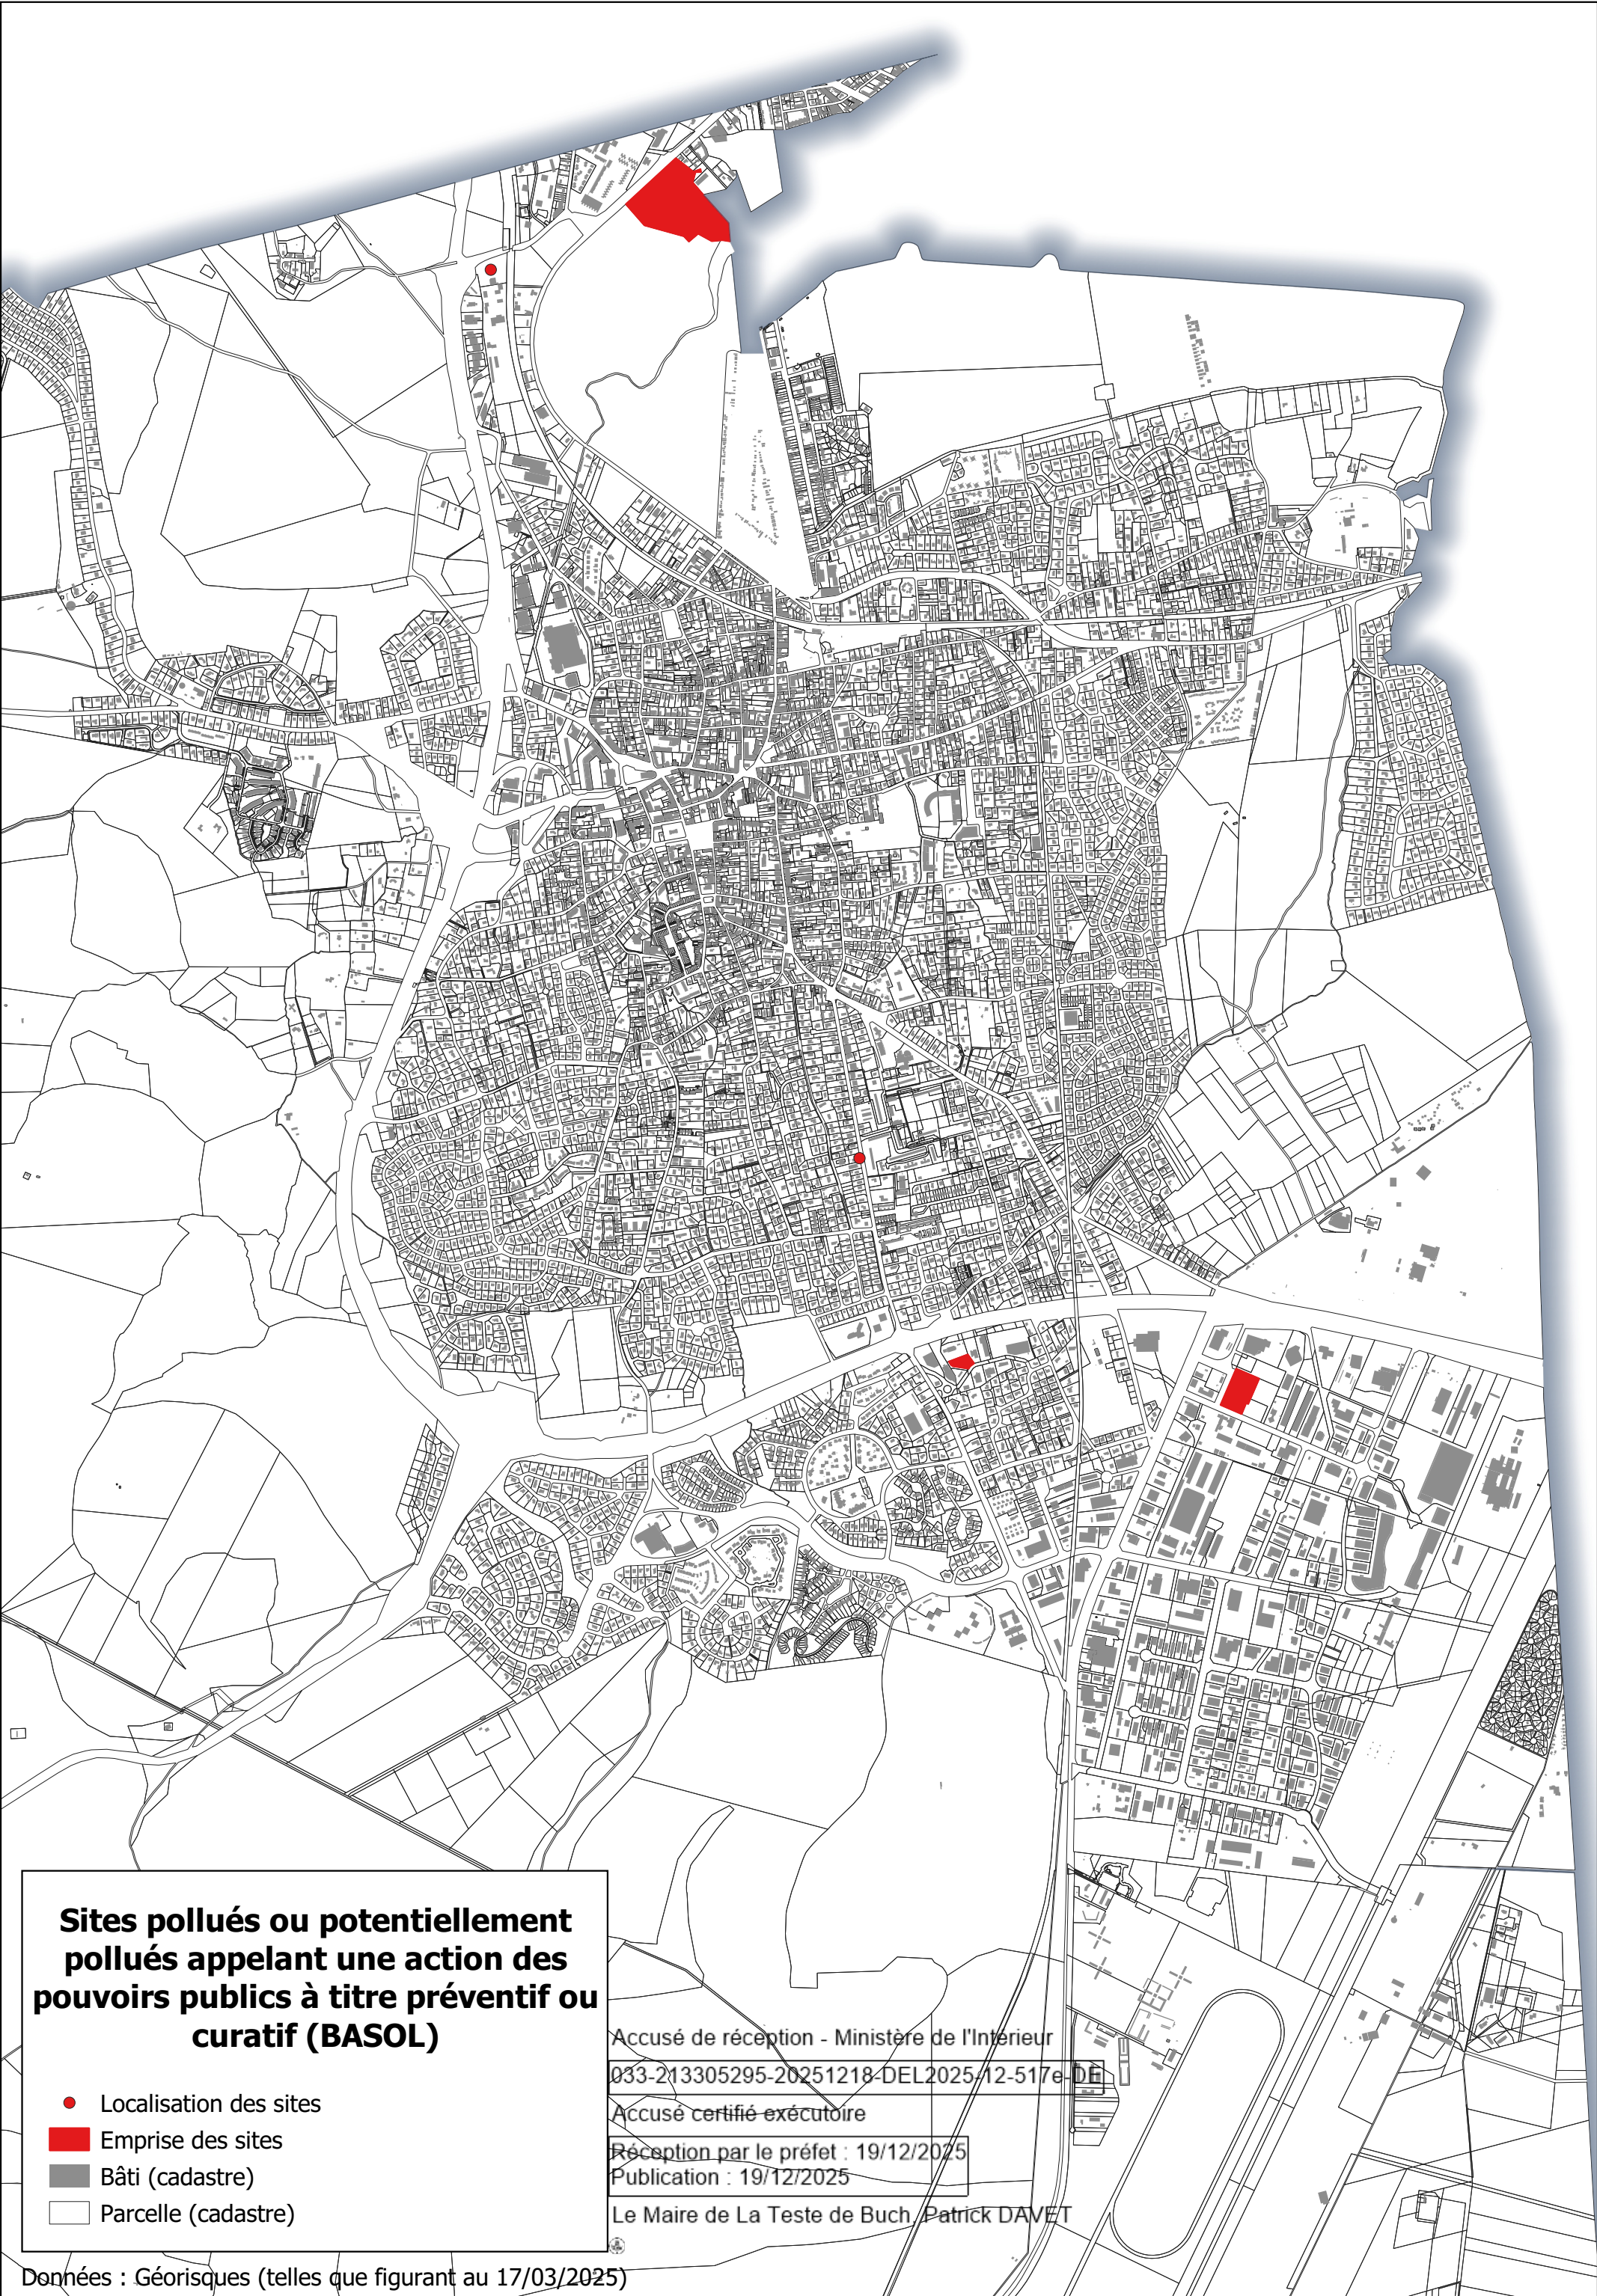 Sites pollués ou potentiellement
pollués appelant une action des
pouvoirs publics à titre préventif ou
curatif (BASOL)
Localisation des sites
Emprise des sites
Bâti (cadastre)
Parcelle (cadastre)
Accusé de réception - Ministère de l'Intérieur
033-213305295-20251218-DEL2025-12-517e-DE
Accusé certifié exécutoire
Réception par le préfet : 19/12/2025
Publication : 19/12/2025
Le Maire de La Teste de Buch, Patrick DAVET
Données : Géorisques (telles que figurant au 17/03/2025)